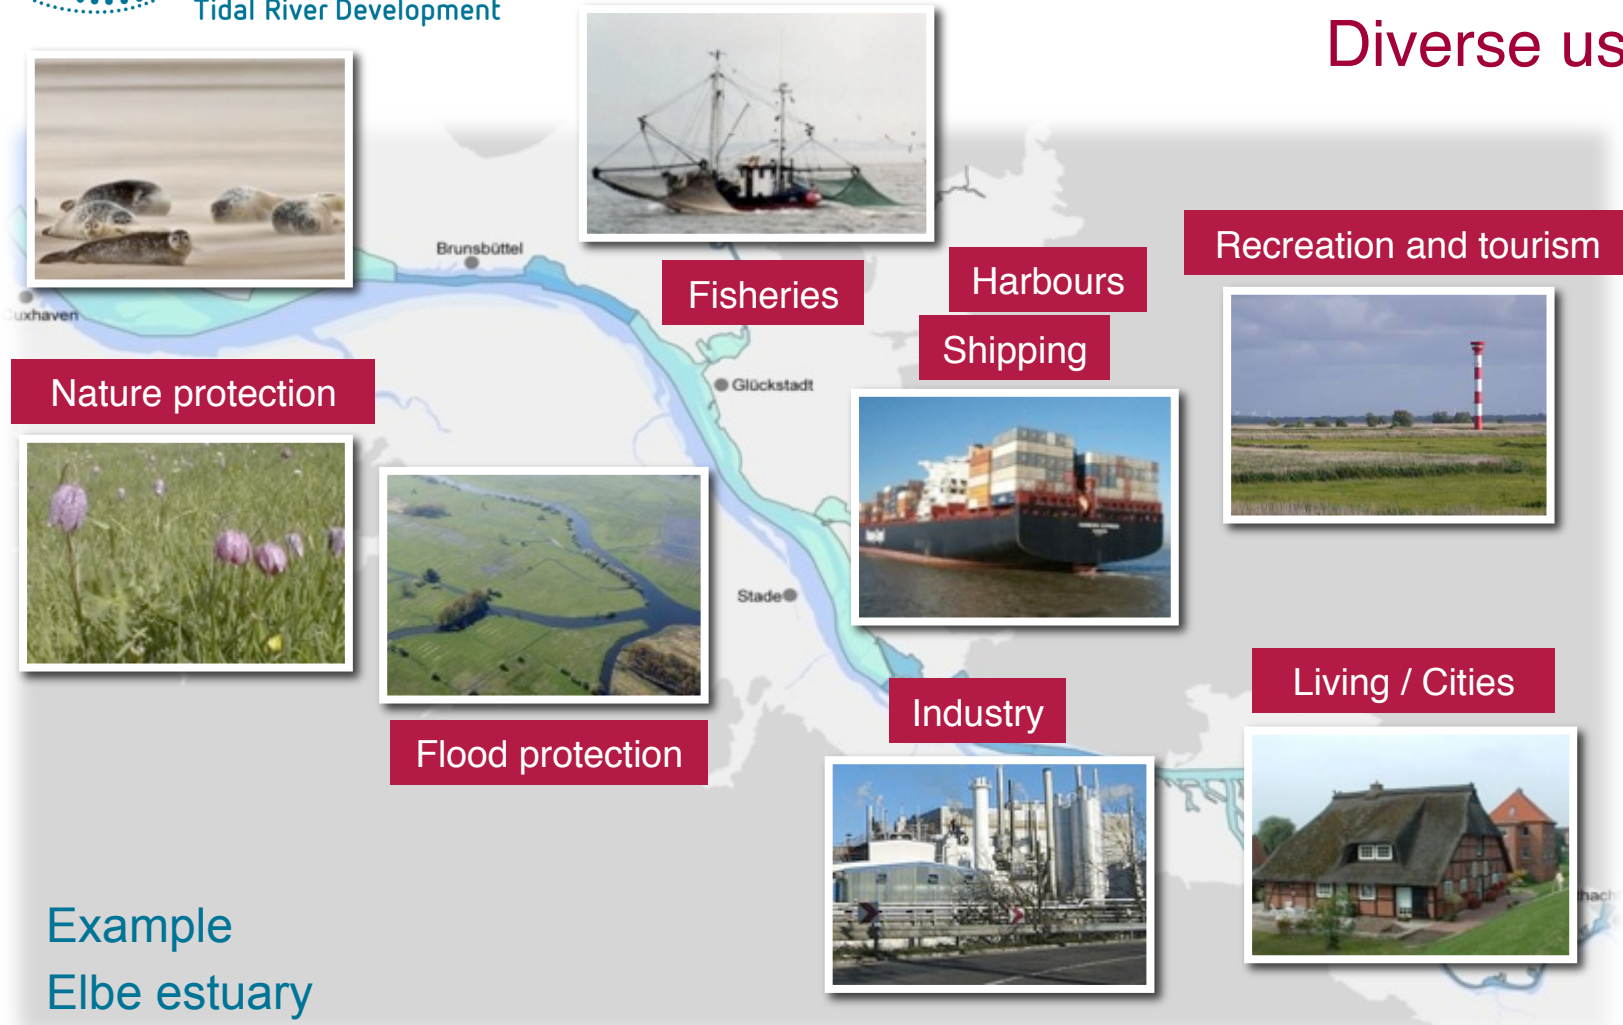 Tidal River Development
Diverse us
Brunsbüttel
Recreation and tourism
Harbours
Fisheries
uxhaven
Shipping
Nature protection
Glückstadt
Stade
Living / Cities
Industry
Flood protection
hach
Example
Elbe estuary